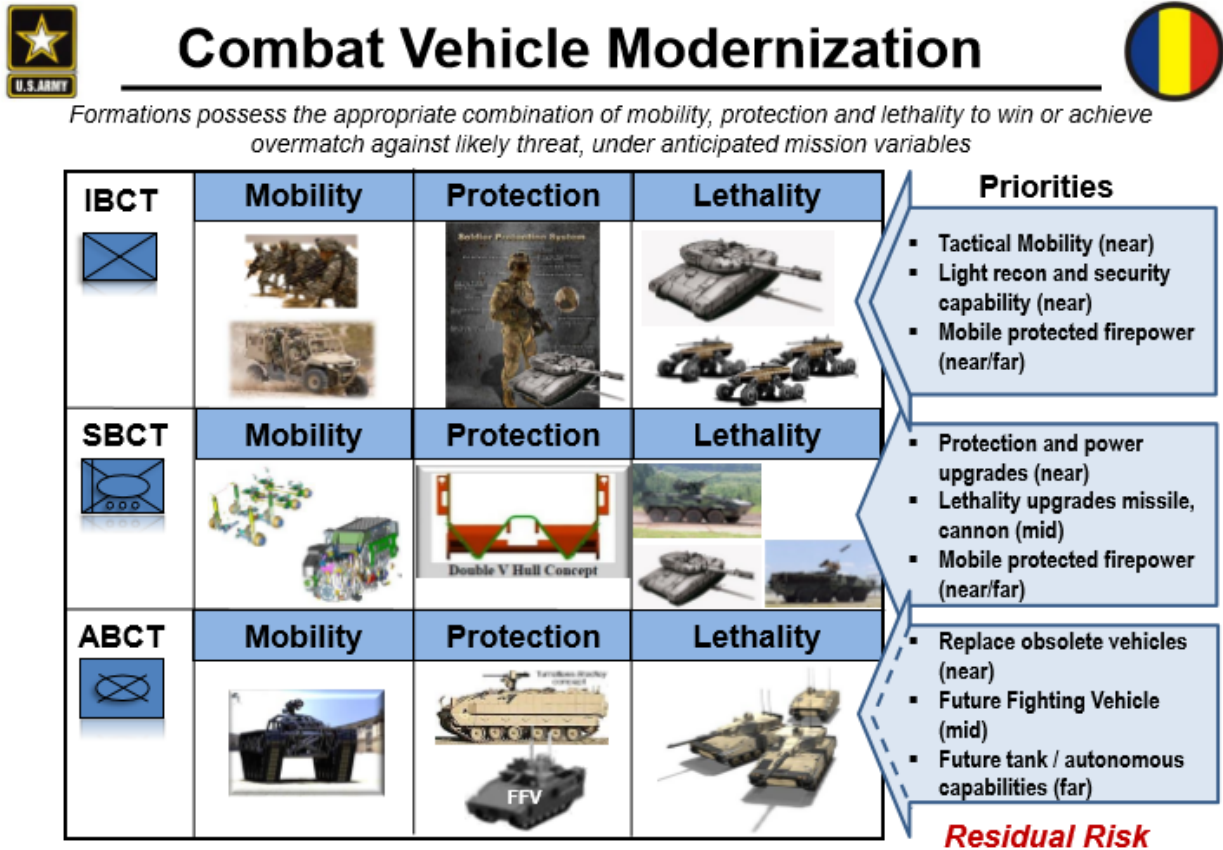 U.S.ARMY
Combat Vehicle Modernization
Formations possess the appropriate combination of mobility, protection and lethality to win or achieve
overmatch against likely threat, under anticipated mission variables
IBCT
Mobility
Protection
Lethality
Soldier Protection System
SBCT
Mobility
Protection
Lethality
Double V Hull Concept
ABCT
Mobility
Protection
Lethality
concept
FFV
Priorities
▪ Tactical Mobility (near)
▪ Light recon and security
capability (near)
▪ Mobile protected firepower
(near/far)
▪ Protection and power
upgrades (near)
▪ Lethality upgrades missile,
cannon (mid)
▪ Mobile protected firepower
(near/far)
▪ Replace obsolete vehicles
(near)
▪ Future Fighting Vehicle
(mid)
▪ Future tank / autonomous
capabilities (far)
Residual Risk